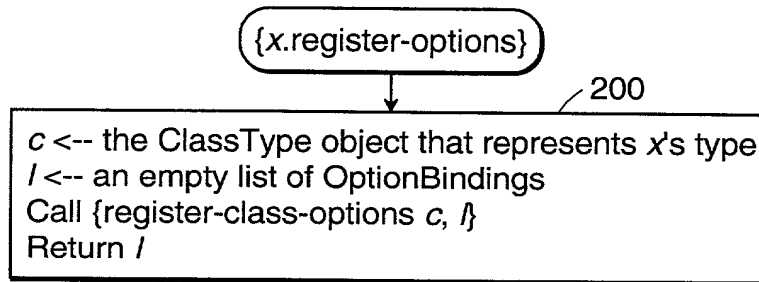 {x.register-options}
200
c <-- the ClassType object that represents x's type
l <-- an empty list of OptionBindings
Call {register-class-options c, l}
Return l